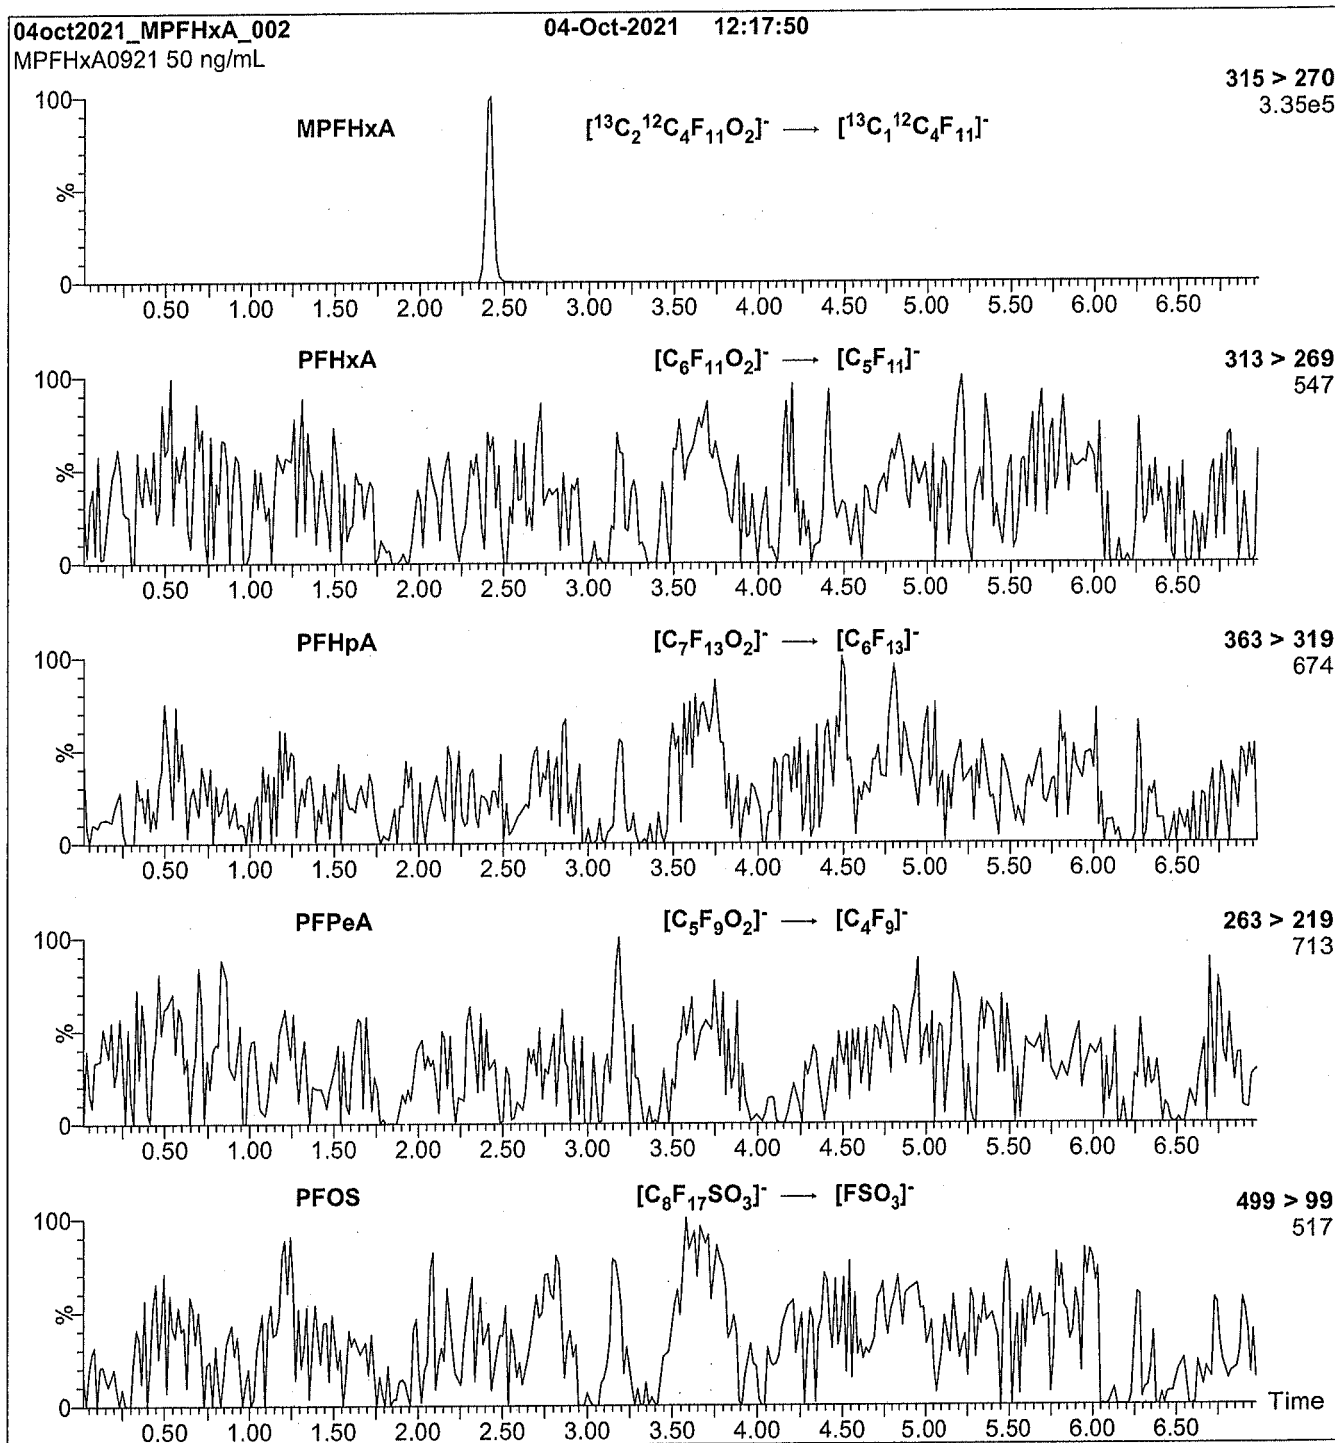 04oct2021_MPFHxA_002 04-Oct-2021 12:17:50
MPFHxA0921 50 ng/mL
315 > 270
3.35e5
MPFHxA [¹³C₂¹²C₄F₁₁O₂]⁻ → [¹³C₁¹²C₄F₁₁]⁻
100
%
0
0.50 1.00 1.50 2.00 2.50 3.00 3.50 4.00 4.50 5.00 5.50 6.00 6.50
PFHxA [C₆F₁₁O₂]⁻ → [C₅F₁₁]⁻ 313 > 269
547
100
%
0
0.50 1.00 1.50 2.00 2.50 3.00 3.50 4.00 4.50 5.00 5.50 6.00 6.50
PFHpA [C₇F₁₃O₂]⁻ → [C₆F₁₃]⁻ 363 > 319
674
100
%
0
0.50 1.00 1.50 2.00 2.50 3.00 3.50 4.00 4.50 5.00 5.50 6.00 6.50
PFPeA [C₅F₉O₂]⁻ → [C₄F₉]⁻ 263 > 219
713
100
%
0
0.50 1.00 1.50 2.00 2.50 3.00 3.50 4.00 4.50 5.00 5.50 6.00 6.50
PFOS [C₈F₁₇SO₃]⁻ → [FSO₃]⁻ 499 > 99
517
100
%
0
Time
0.50 1.00 1.50 2.00 2.50 3.00 3.50 4.00 4.50 5.00 5.50 6.00 6.50